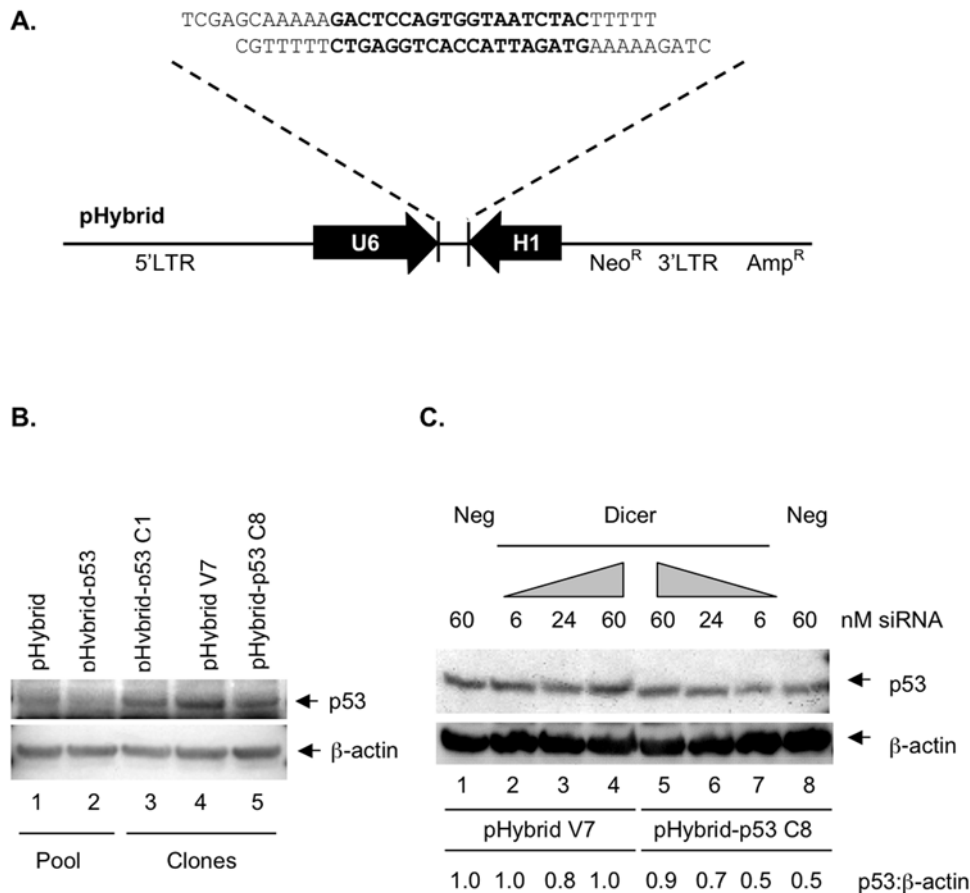 A.
TCGAGCAAAAAGACTCCAGTGGTAATCTACTTTTT
CGTTTTTCTGAGGTCACCATTAGATGAAAAAGATC
pHybrid
U6
H1
5'LTR
Neo^R 3'LTR Amp^R
B.
pHybrid
pHybrid-p53
pHybrid-p53 C1
pHybrid V7
pHybrid-p53 C8
p53
β-actin
1 2 3 4 5
Pool Clones
C.
Neg Dicer Neg
60 6 24 60 60 24 6 60 nM siRNA
p53
β-actin
1 2 3 4 5 6 7 8
pHybrid V7 pHybrid-p53 C8
1.0 1.0 0.8 1.0 0.9 0.7 0.5 0.5 p53:β-actin